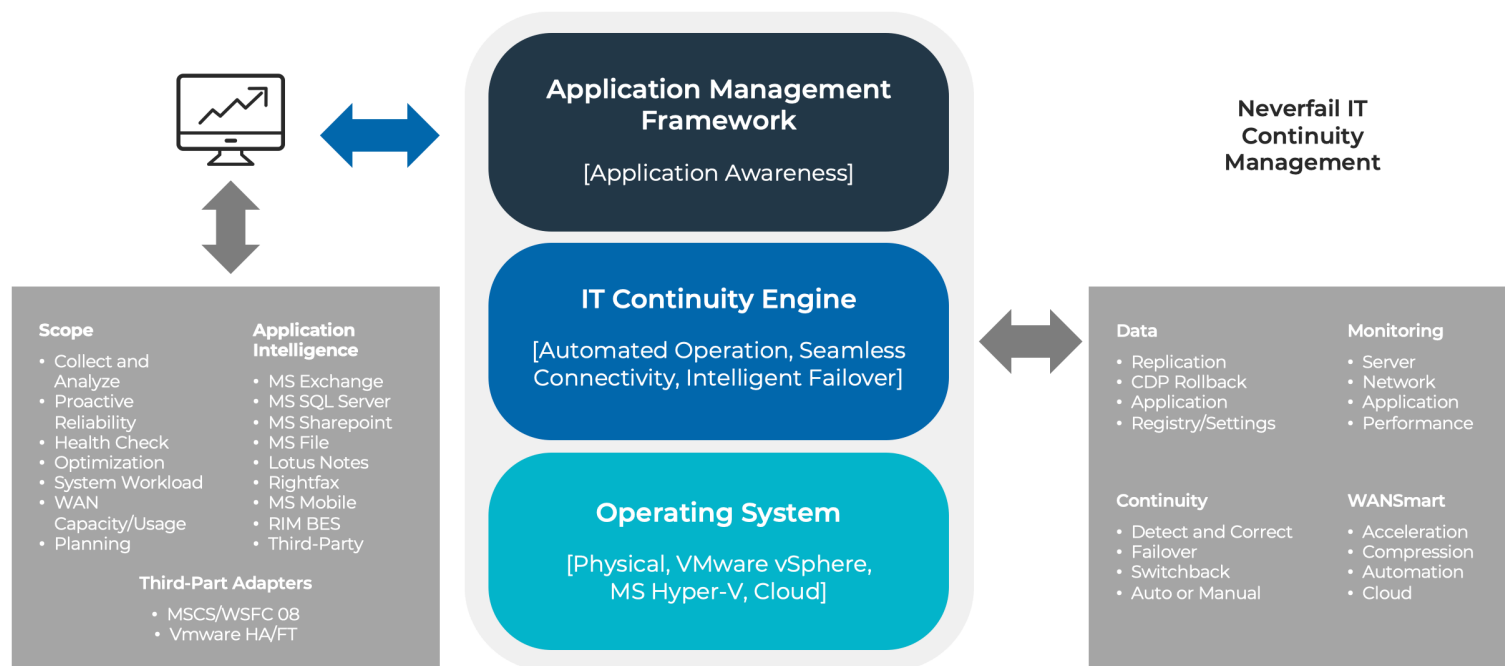 Application Management
Framework
[Application Awareness]
Neverfail IT
Continuity
Management
IT Continuity Engine
[Automated Operation, Seamless
Connectivity, Intelligent Failover]
Operating System
[Physical, VMware vSphere,
MS Hyper-V, Cloud]
Scope
• Collect and
Analyze
• Proactive
Reliability
• Health Check
• Optimization
• System Workload
• WAN
Capacity/Usage
• Planning
Application
Intelligence
• MS Exchange
• MS SQL Server
• MS Sharepoint
• MS File
• Lotus Notes
• Rightfax
• MS Mobile
• RIM BES
• Third-Party
Third-Part Adapters
• MSCS/WSFC 08
• Vmware HA/FT
Data
• Replication
• CDP Rollback
• Application
• Registry/Settings
Monitoring
• Server
• Network
• Application
• Performance
Continuity
• Detect and Correct
• Failover
• Switchback
• Auto or Manual
WANSmart
• Acceleration
• Compression
• Automation
• Cloud